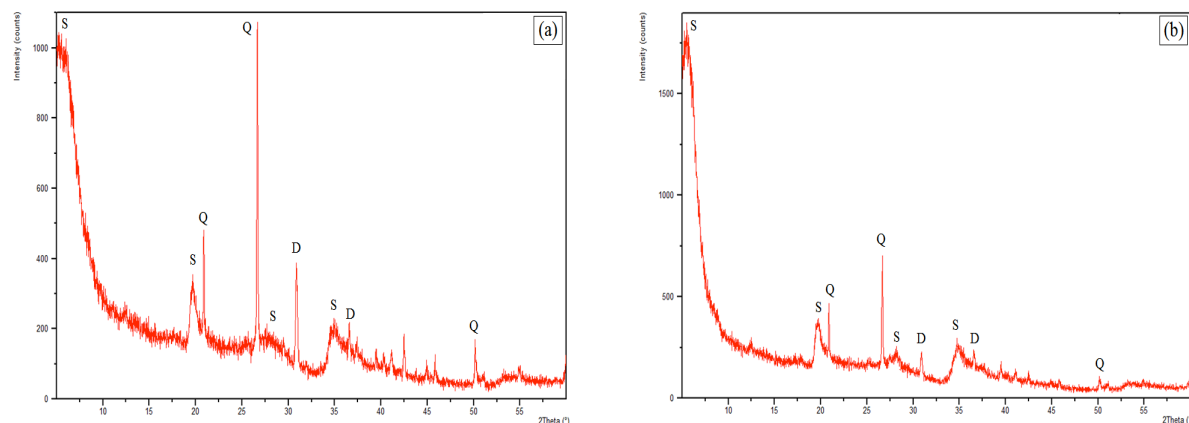 Intensity (counts)
S
Q
(a)
1000
800
600
400
200
0
S
Q
D
S
S
D
Q
10
15
20
25
30
35
40
45
50
55
2Theta (°)
Intensity (counts)
S
(b)
1500
1000
500
0
S
Q
Q
S
D
S
D
Q
10
15
20
25
30
35
40
45
50
55
2Theta (